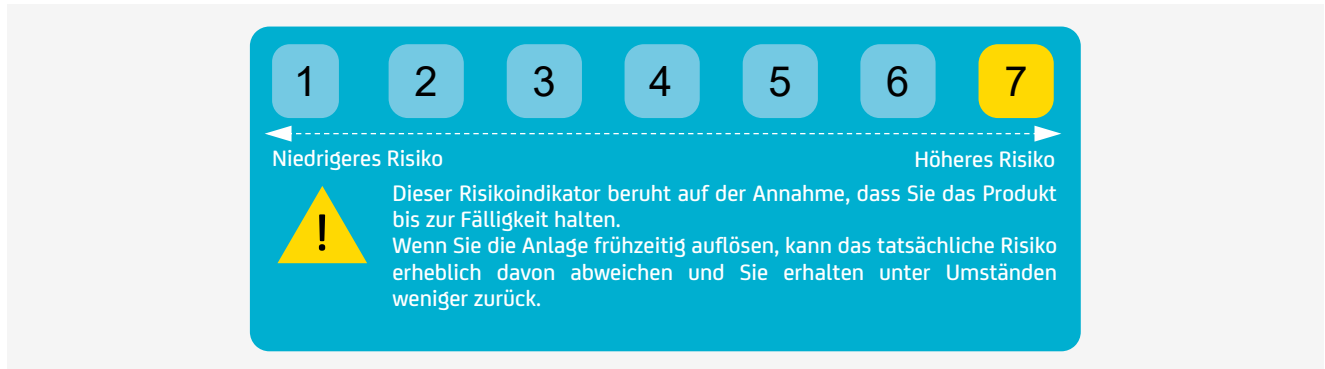 1 2 3 4 5 6 7
Niedrigeres Risiko Höheres Risiko
!
Dieser Risikoindikator beruht auf der Annahme, dass Sie das Produkt
bis zur Fälligkeit halten.
Wenn Sie die Anlage frühzeitig auflösen, kann das tatsächliche Risiko
erheblich davon abweichen und Sie erhalten unter Umständen
weniger zurück.